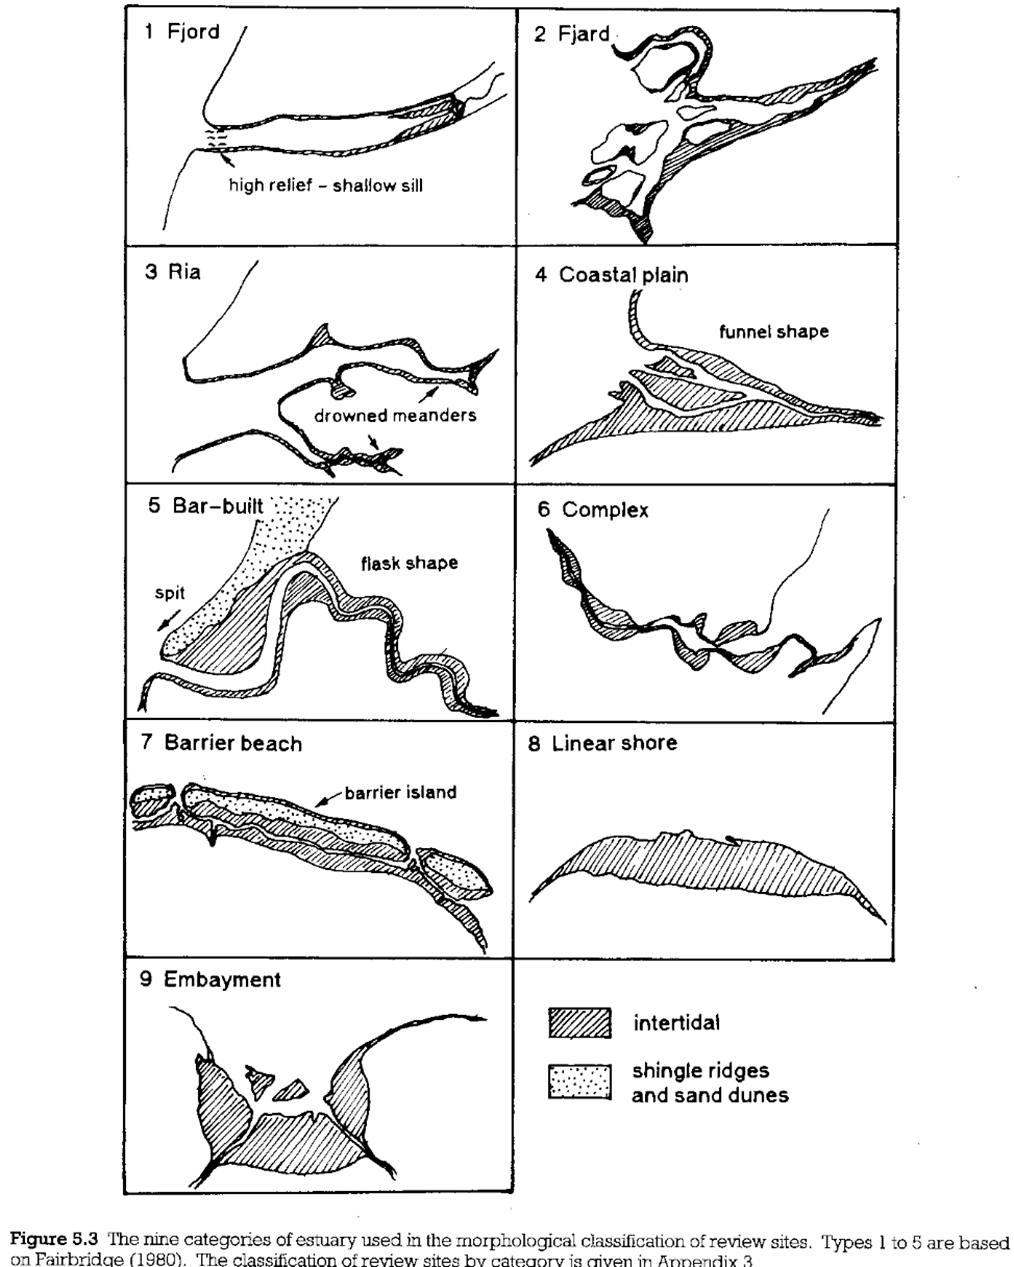 1 Fjord
high relief - shallow sill
2 Fjard
3 Ria
drowned meanders
4 Coastal plain
funnel shape
5 Bar-built
flask shape
spit
6 Complex
7 Barrier beach
barrier island
8 Linear shore
9 Embayment
intertidal
shingle ridges
and sand dunes
Figure 5.3 The nine categories of estuary used in the morphological classification of review sites. Types 1 to 5 are based
on Fairbridge (1980). The classification of review sites by category is given in Appendix 3